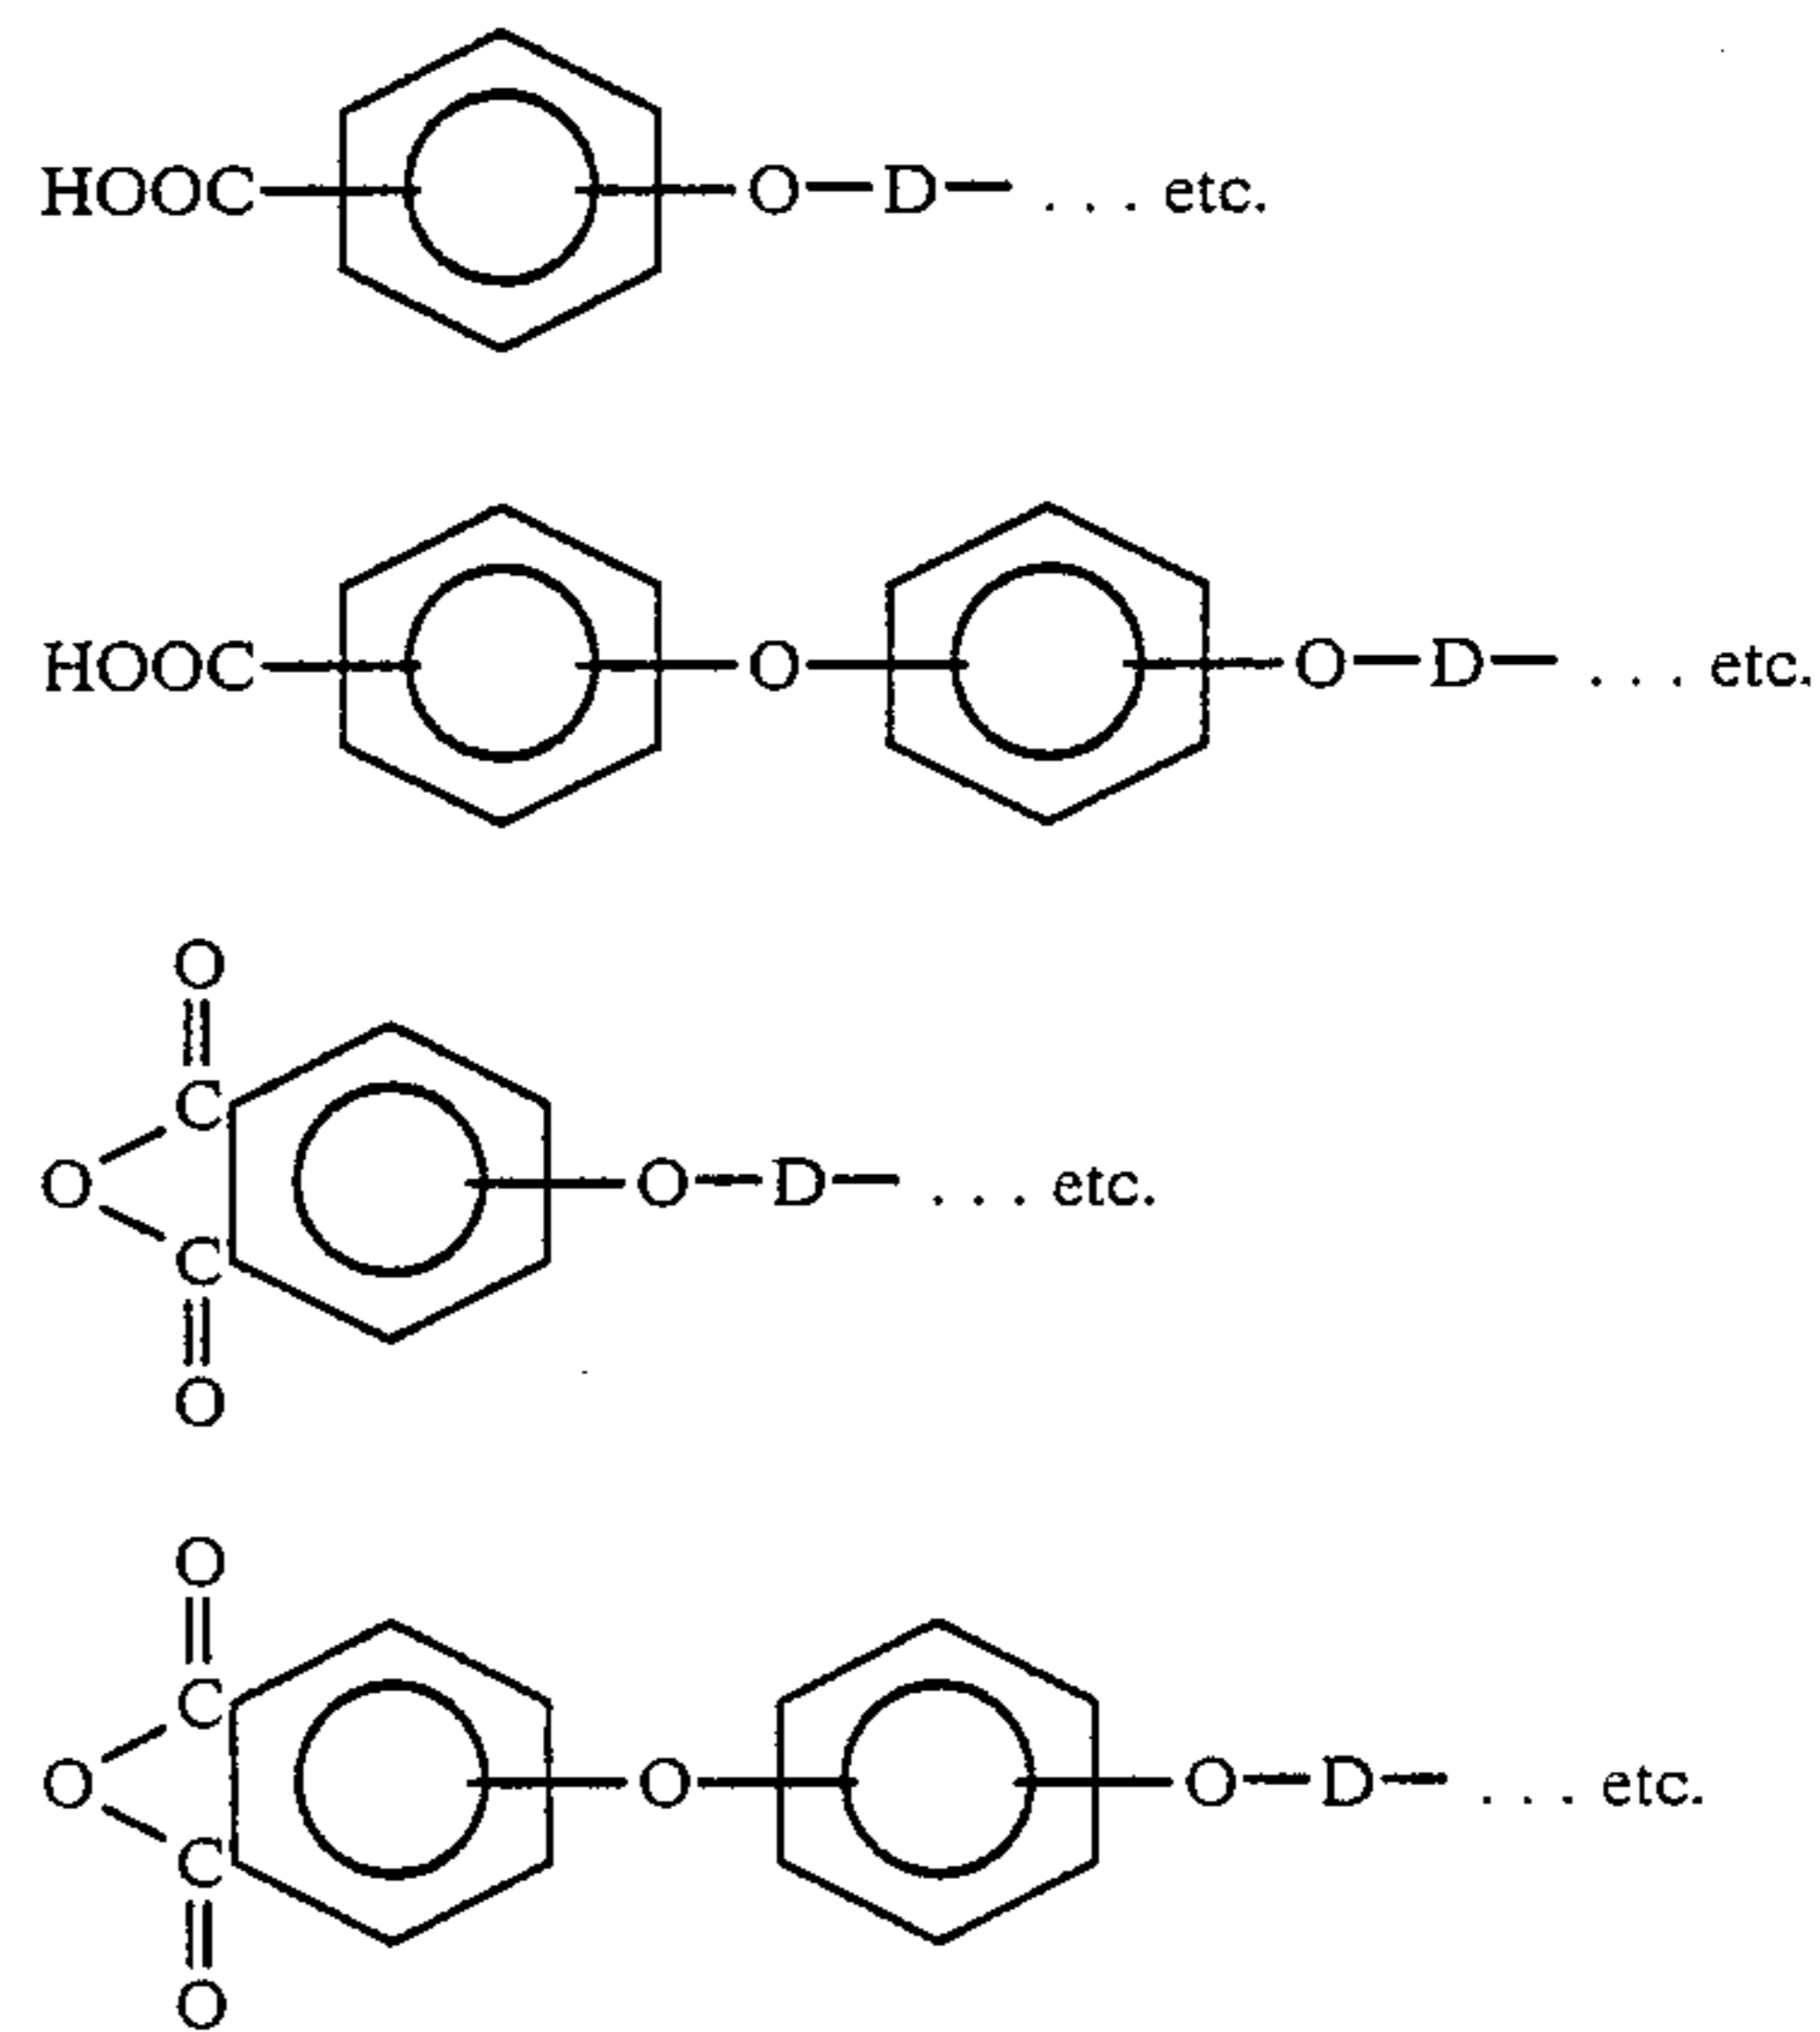 HOOC O D . . . etc.
HOOC O O D . . . etc.
O
C
O O D . . . etc.
C
O
O
C
O O O D . . . etc.
C
O